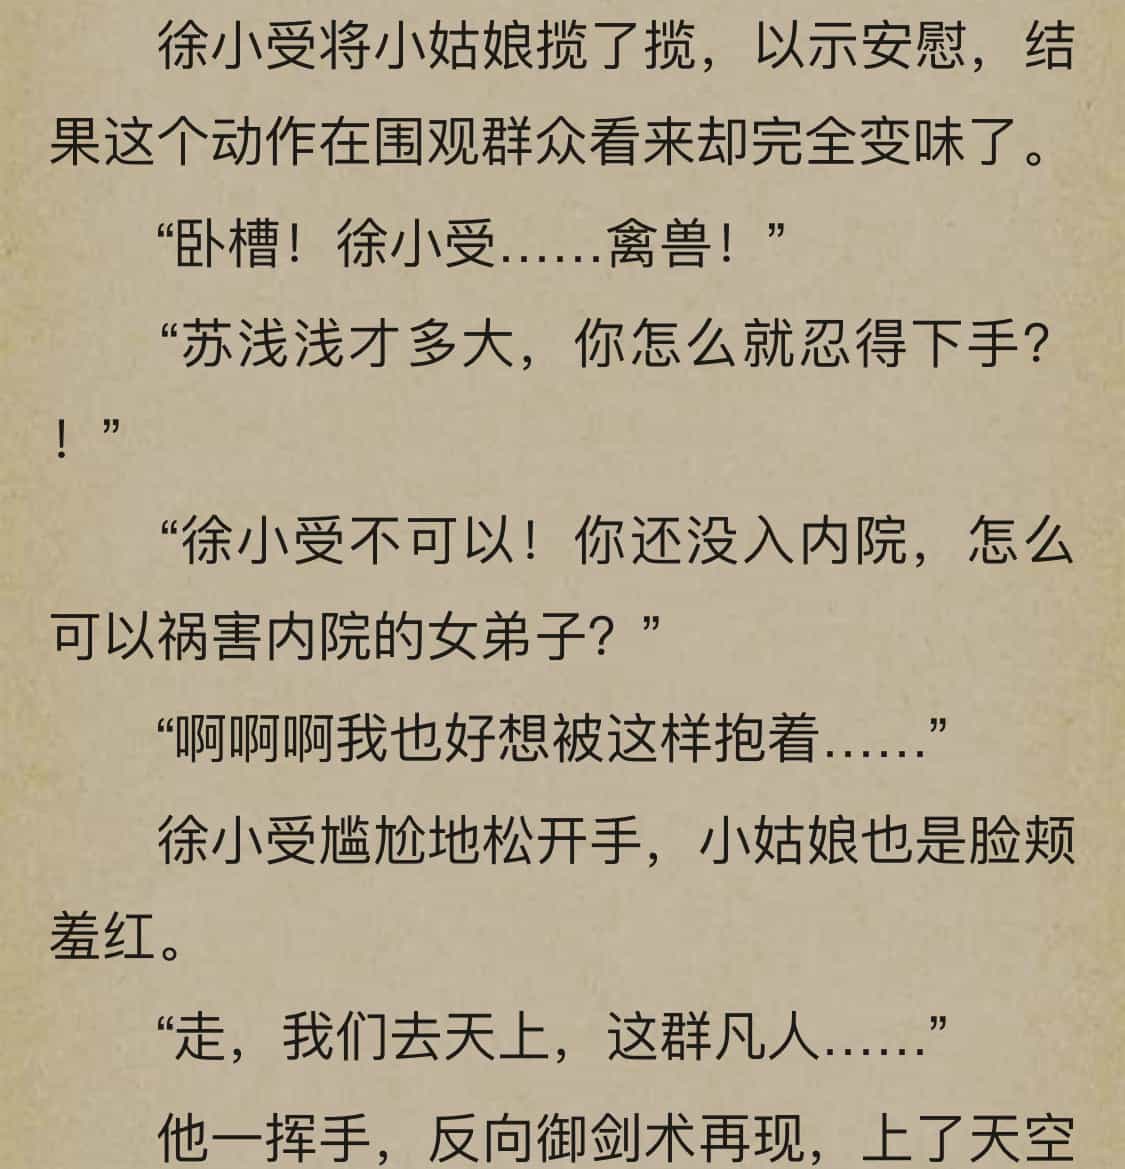 徐小受将小姑娘揽了揽，以示安慰，结
果这个动作在围观群众看来却完全变味了。
“卧槽！徐小受……禽兽！”
“苏浅浅才多大，你怎么就忍得下手？
！”
“徐小受不可以！你还没入内院，怎么
可以祸害内院的女弟子？”
“啊啊啊我也好想被这样抱着……”
徐小受尴尬地松开手，小姑娘也是脸颊
羞红。
“走，我们去天上，这群凡人……”
他一挥手，反向御剑术再现，上了天空